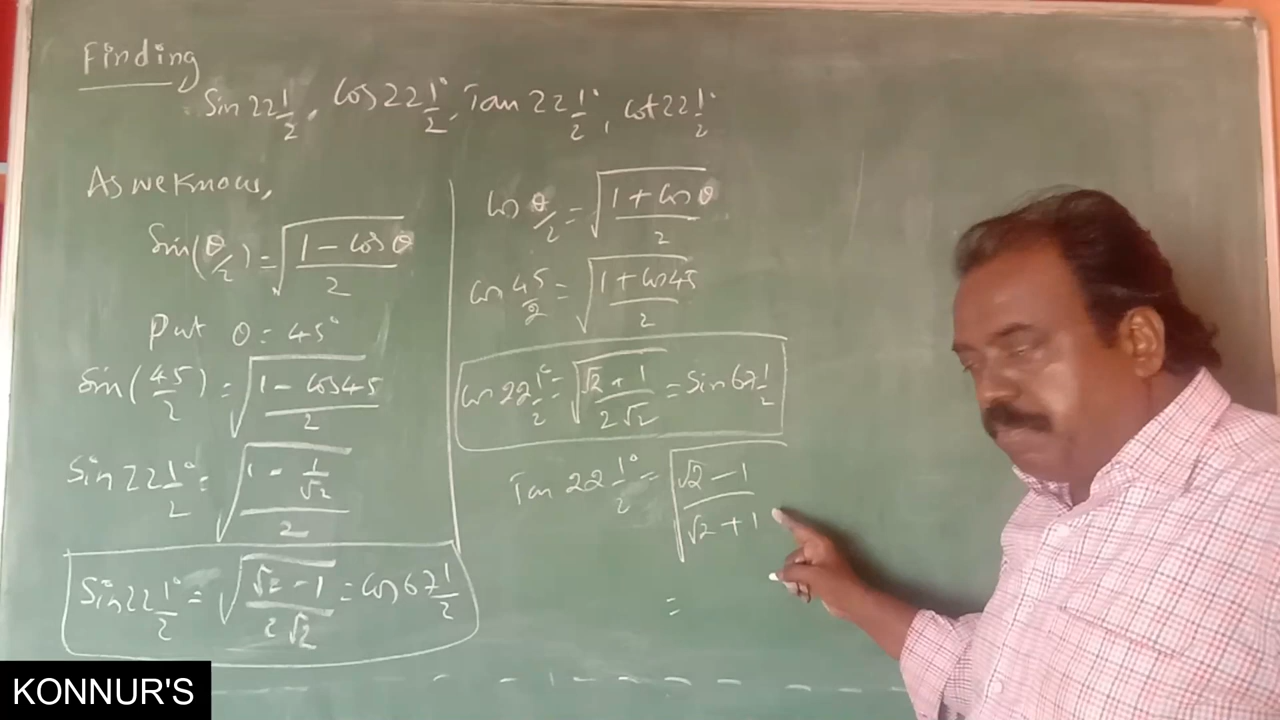 Finding
Sin 22 1/2, Cos 22 1/2°, Tan 22 1/2°, Cot 22 1/2°
As we Know,
Sin(θ/2) = √((1 - Cos θ)/2)
Put θ = 45°
Sin(45/2) = √((1 - Cos45)/2)
Sin 22 1/2° = √((1 - 1/√2)/2)
Sin 22 1/2° = √((√2 - 1)/(2√2)) = Cos 67 1/2
Cos θ/2 = √((1 + Cos θ)/2)
Cos 45/2 = √((1 + Cos45)/2)
Cos 22 1/2° = √((√2 + 1)/(2√2)) = Sin 67 1/2
Tan 22 1/2° = √((√2 - 1)/(√2 + 1))
=
KONNUR'S